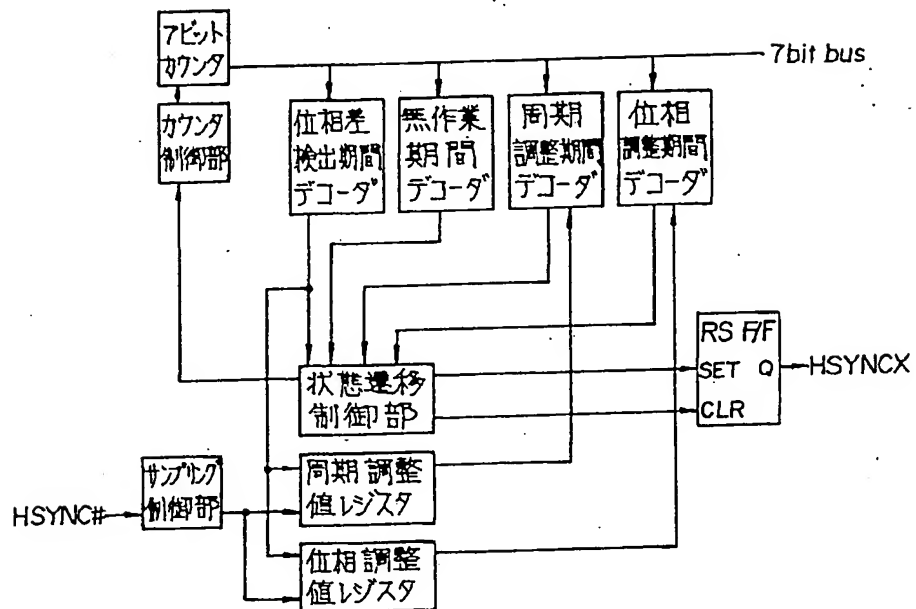 7ビット
カウンタ
7bit bus
カウンタ
制御部
位相差
検出期間
デコーダ
無作業
期間
デコーダ
周期
調整期間
デコーダ
位相
調整期間
デコーダ
RS F/F
SET Q
CLR
HSYNCX
状態遷移
制御部
サンプリング
制御部
HSYNC#
周期調整
値レジスタ
位相調整
値レジスタ